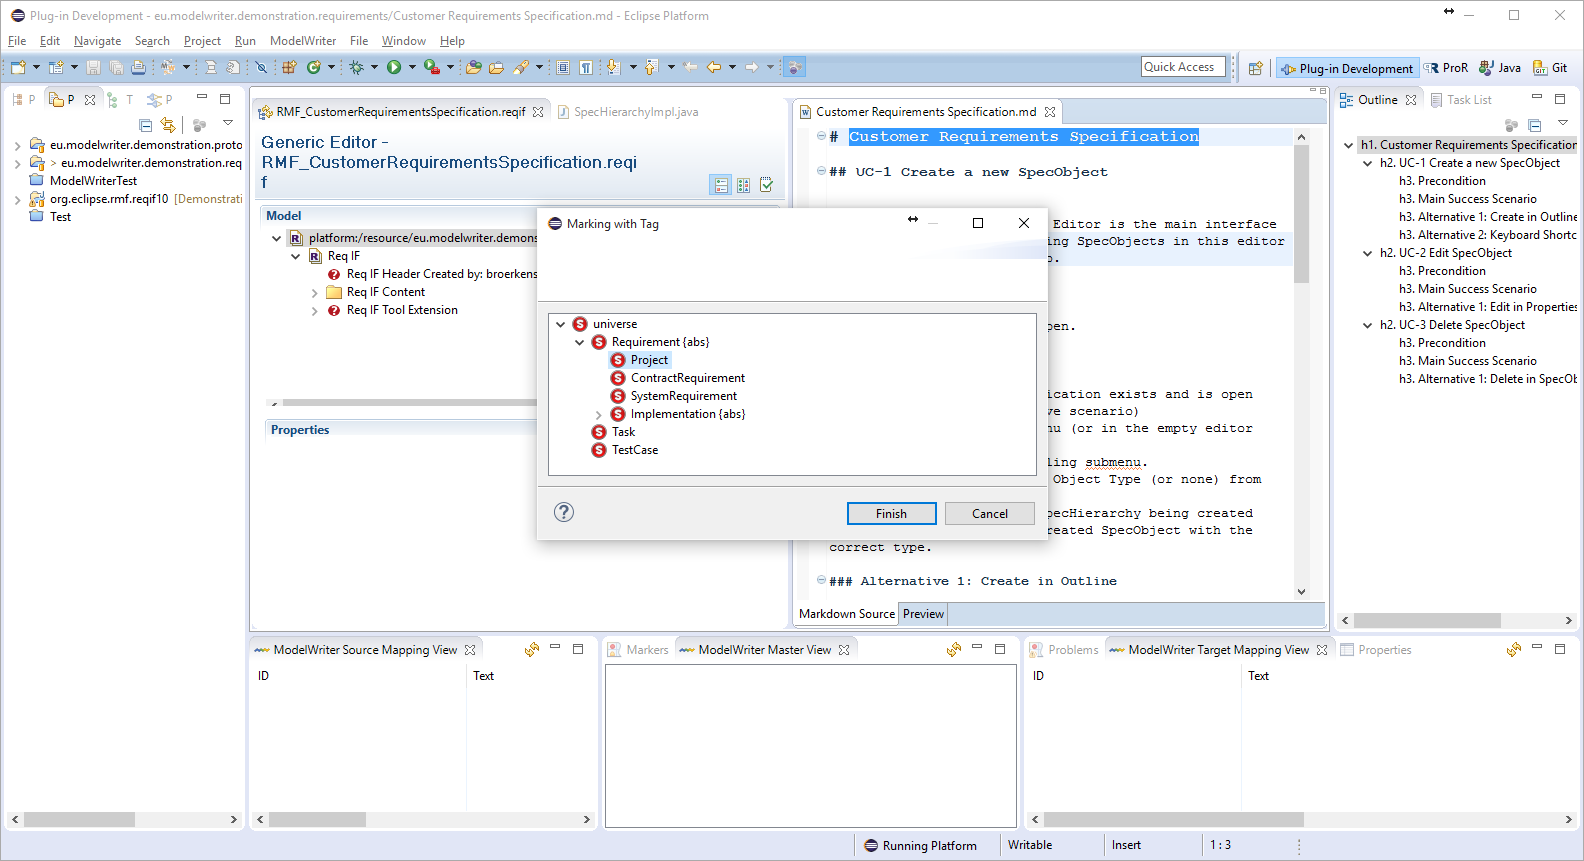 Plug-in Development - eu.modelwriter.demonstration.requirements/Customer Requirements Specification.md - Eclipse Platform
File Edit Navigate Search Project Run ModelWriter File Window Help
Quick Access
Plug-in Development
ProR
Java
Git
P
P
T
P
eu.modelwriter.demonstration.proto
> eu.modelwriter.demonstration.req
ModelWriterTest
org.eclipse.rmf.reqif10 [Demonstrati
Test
RMF_CustomerRequirementsSpecification.reqif
SpecHierarchyImpl.java
Generic Editor -
RMF_CustomerRequirementsSpecification.reqi
f
Model
platform:/resource/eu.modelwriter.demons
Req IF
Req IF Header Created by: broerkens
Req IF Content
Req IF Tool Extension
Properties
Marking with Tag
universe
Requirement {abs}
Project
ContractRequirement
SystemRequirement
Implementation {abs}
Task
TestCase
Finish
Cancel
Customer Requirements Specification.md
# Customer Requirements Specification
## UC-1 Create a new SpecObject
Editor is the main interface
ing SpecObjects in this editor
o.
pen.
ication exists and is open
ve scenario)
nu (or in the empty editor
ling submenu.
Object Type (or none) from
pecHierarchy being created
reated SpecObject with the
correct type.
### Alternative 1: Create in Outline
Markdown Source
Preview
Outline
Task List
h1. Customer Requirements Specification
h2. UC-1 Create a new SpecObject
h3. Precondition
h3. Main Success Scenario
h3. Alternative 1: Create in Outline
h3. Alternative 2: Keyboard Shortc
h2. UC-2 Edit SpecObject
h3. Precondition
h3. Main Success Scenario
h3. Alternative 1: Edit in Properties
h2. UC-3 Delete SpecObject
h3. Precondition
h3. Main Success Scenario
h3. Alternative 1: Delete in SpecOb
ModelWriter Source Mapping View
ID
Text
Markers
ModelWriter Master View
Problems
ModelWriter Target Mapping View
Properties
ID
Text
Running Platform
Writable
Insert
1 : 3